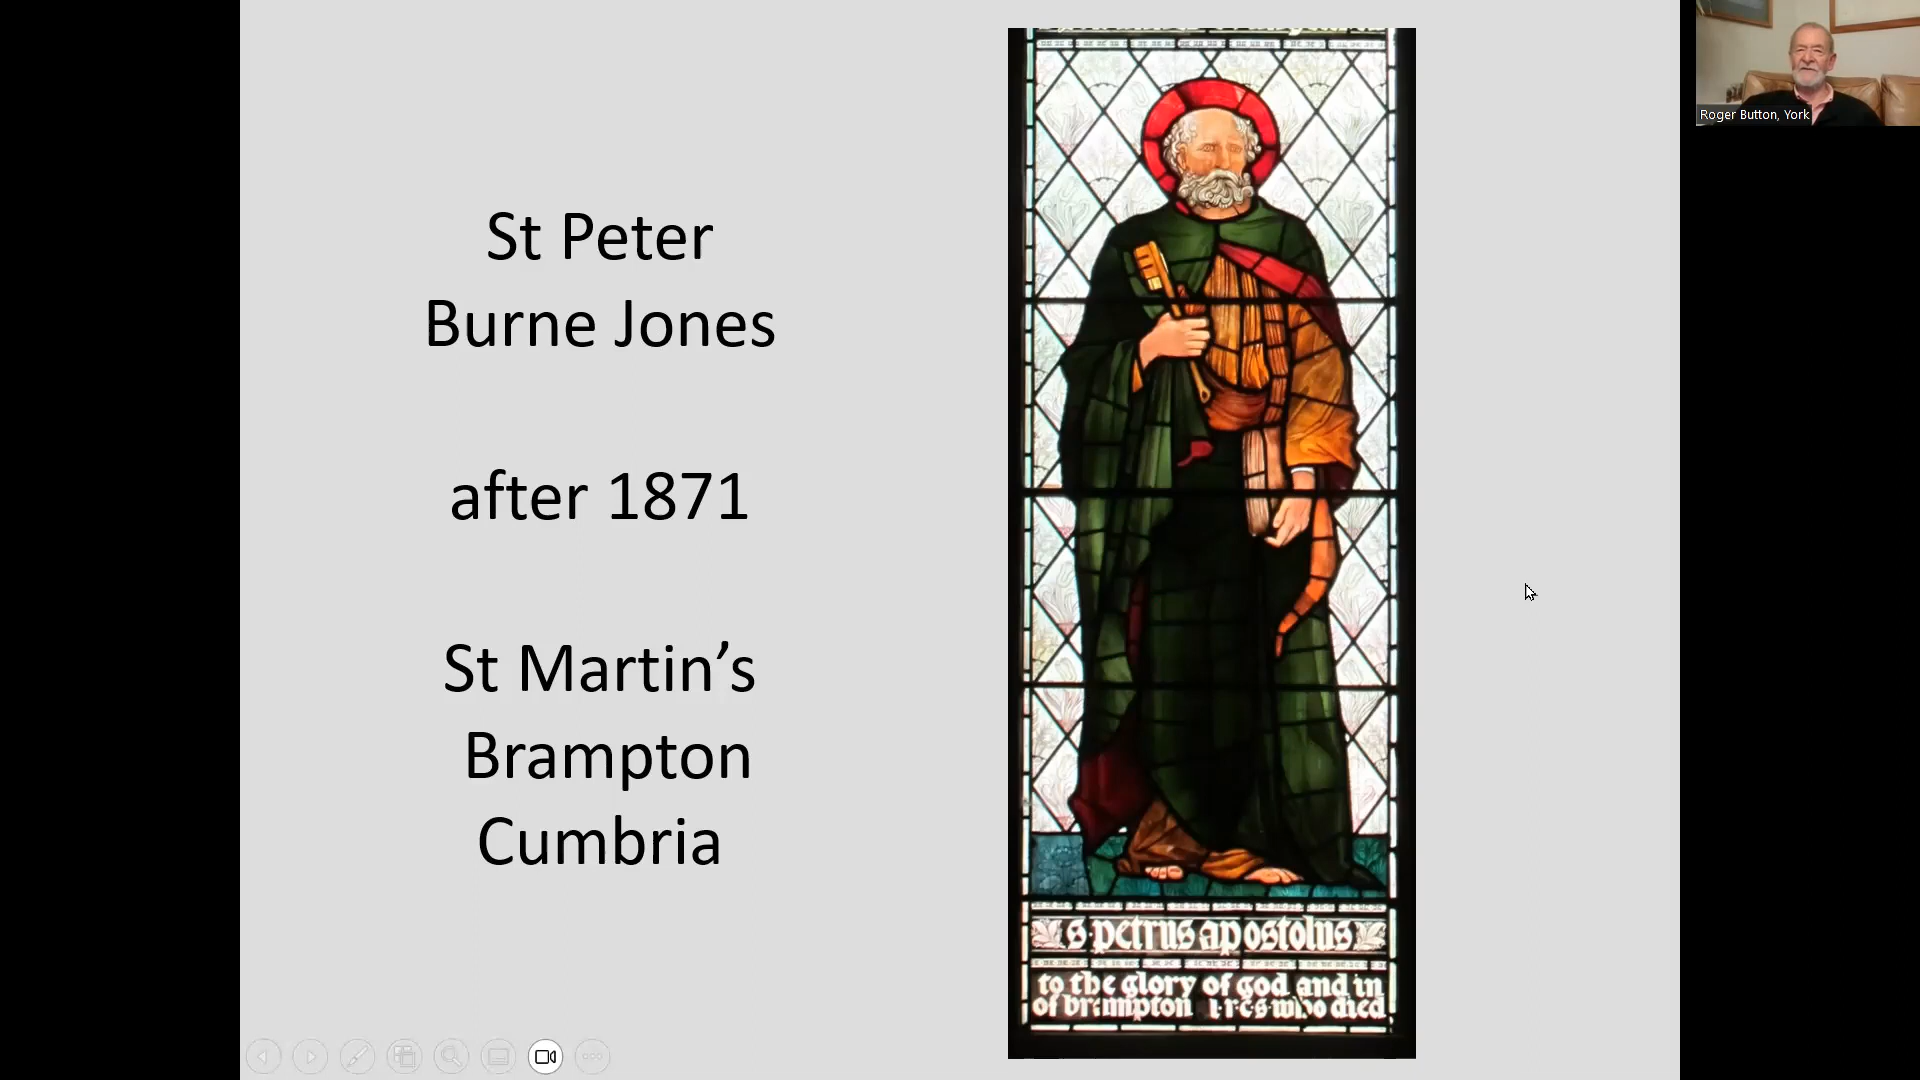 St Peter
Burne Jones
after 1871
St Martin’s
Brampton
Cumbria
s·petrus apostolus
to the glory of god and in
of brampton who died
Roger Button, York